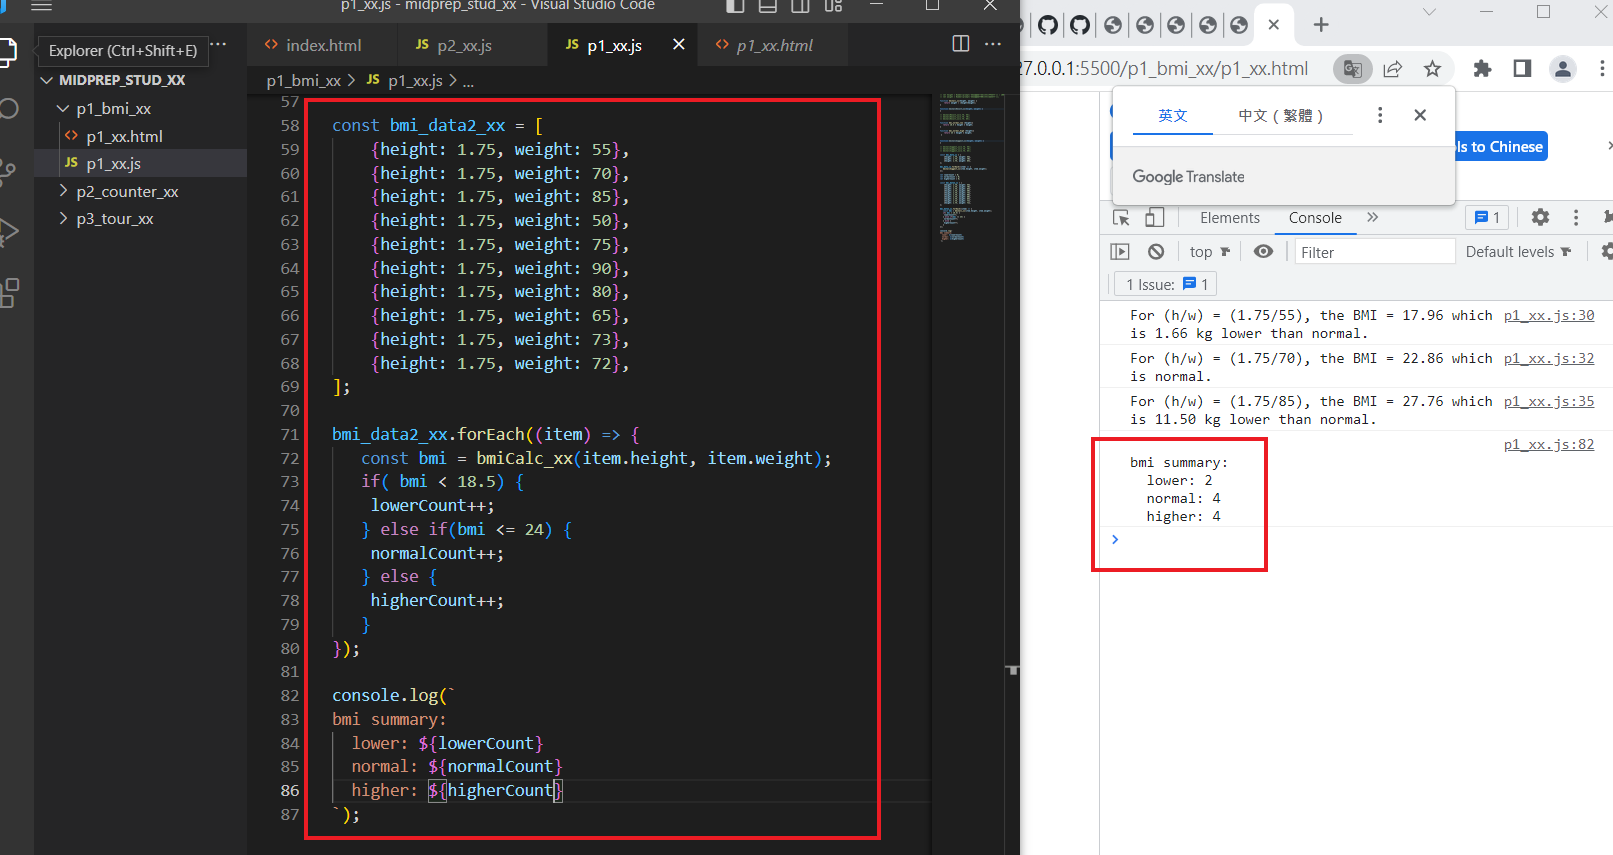 p1_xx.js - midprep_stud_xx - Visual Studio Code
Explorer (Ctrl+Shift+E)
MIDPREP_STUD_XX
p1_bmi_xx
p1_xx.html
p1_xx.js
p2_counter_xx
p3_tour_xx
index.html
p2_xx.js
p1_xx.js
p1_xx.html
p1_bmi_xx > JS p1_xx.js > ...
57
58 const bmi_data2_xx = [
59 {height: 1.75, weight: 55},
60 {height: 1.75, weight: 70},
61 {height: 1.75, weight: 85},
62 {height: 1.75, weight: 50},
63 {height: 1.75, weight: 75},
64 {height: 1.75, weight: 90},
65 {height: 1.75, weight: 80},
66 {height: 1.75, weight: 65},
67 {height: 1.75, weight: 73},
68 {height: 1.75, weight: 72},
69 ];
70
71 bmi_data2_xx.forEach((item) => {
72 const bmi = bmiCalc_xx(item.height, item.weight);
73 if( bmi < 18.5) {
74 lowerCount++;
75 } else if(bmi <= 24) {
76 normalCount++;
77 } else {
78 higherCount++;
79 }
80 });
81
82 console.log(`
83 bmi summary:
84 lower: ${lowerCount}
85 normal: ${normalCount}
86 higher: ${higherCount}
87 `);
27.0.0.1:5500/p1_bmi_xx/p1_xx.html
英文 中文 ( 繁體 )
Google Translate
ls to Chinese
Elements Console » 1
top Filter Default levels
1 Issue: 1
For (h/w) = (1.75/55), the BMI = 17.96 which p1_xx.js:30
is 1.66 kg lower than normal.
For (h/w) = (1.75/70), the BMI = 22.86 which p1_xx.js:32
is normal.
For (h/w) = (1.75/85), the BMI = 27.76 which p1_xx.js:35
is 11.50 kg lower than normal.
p1_xx.js:82
bmi summary:
lower: 2
normal: 4
higher: 4